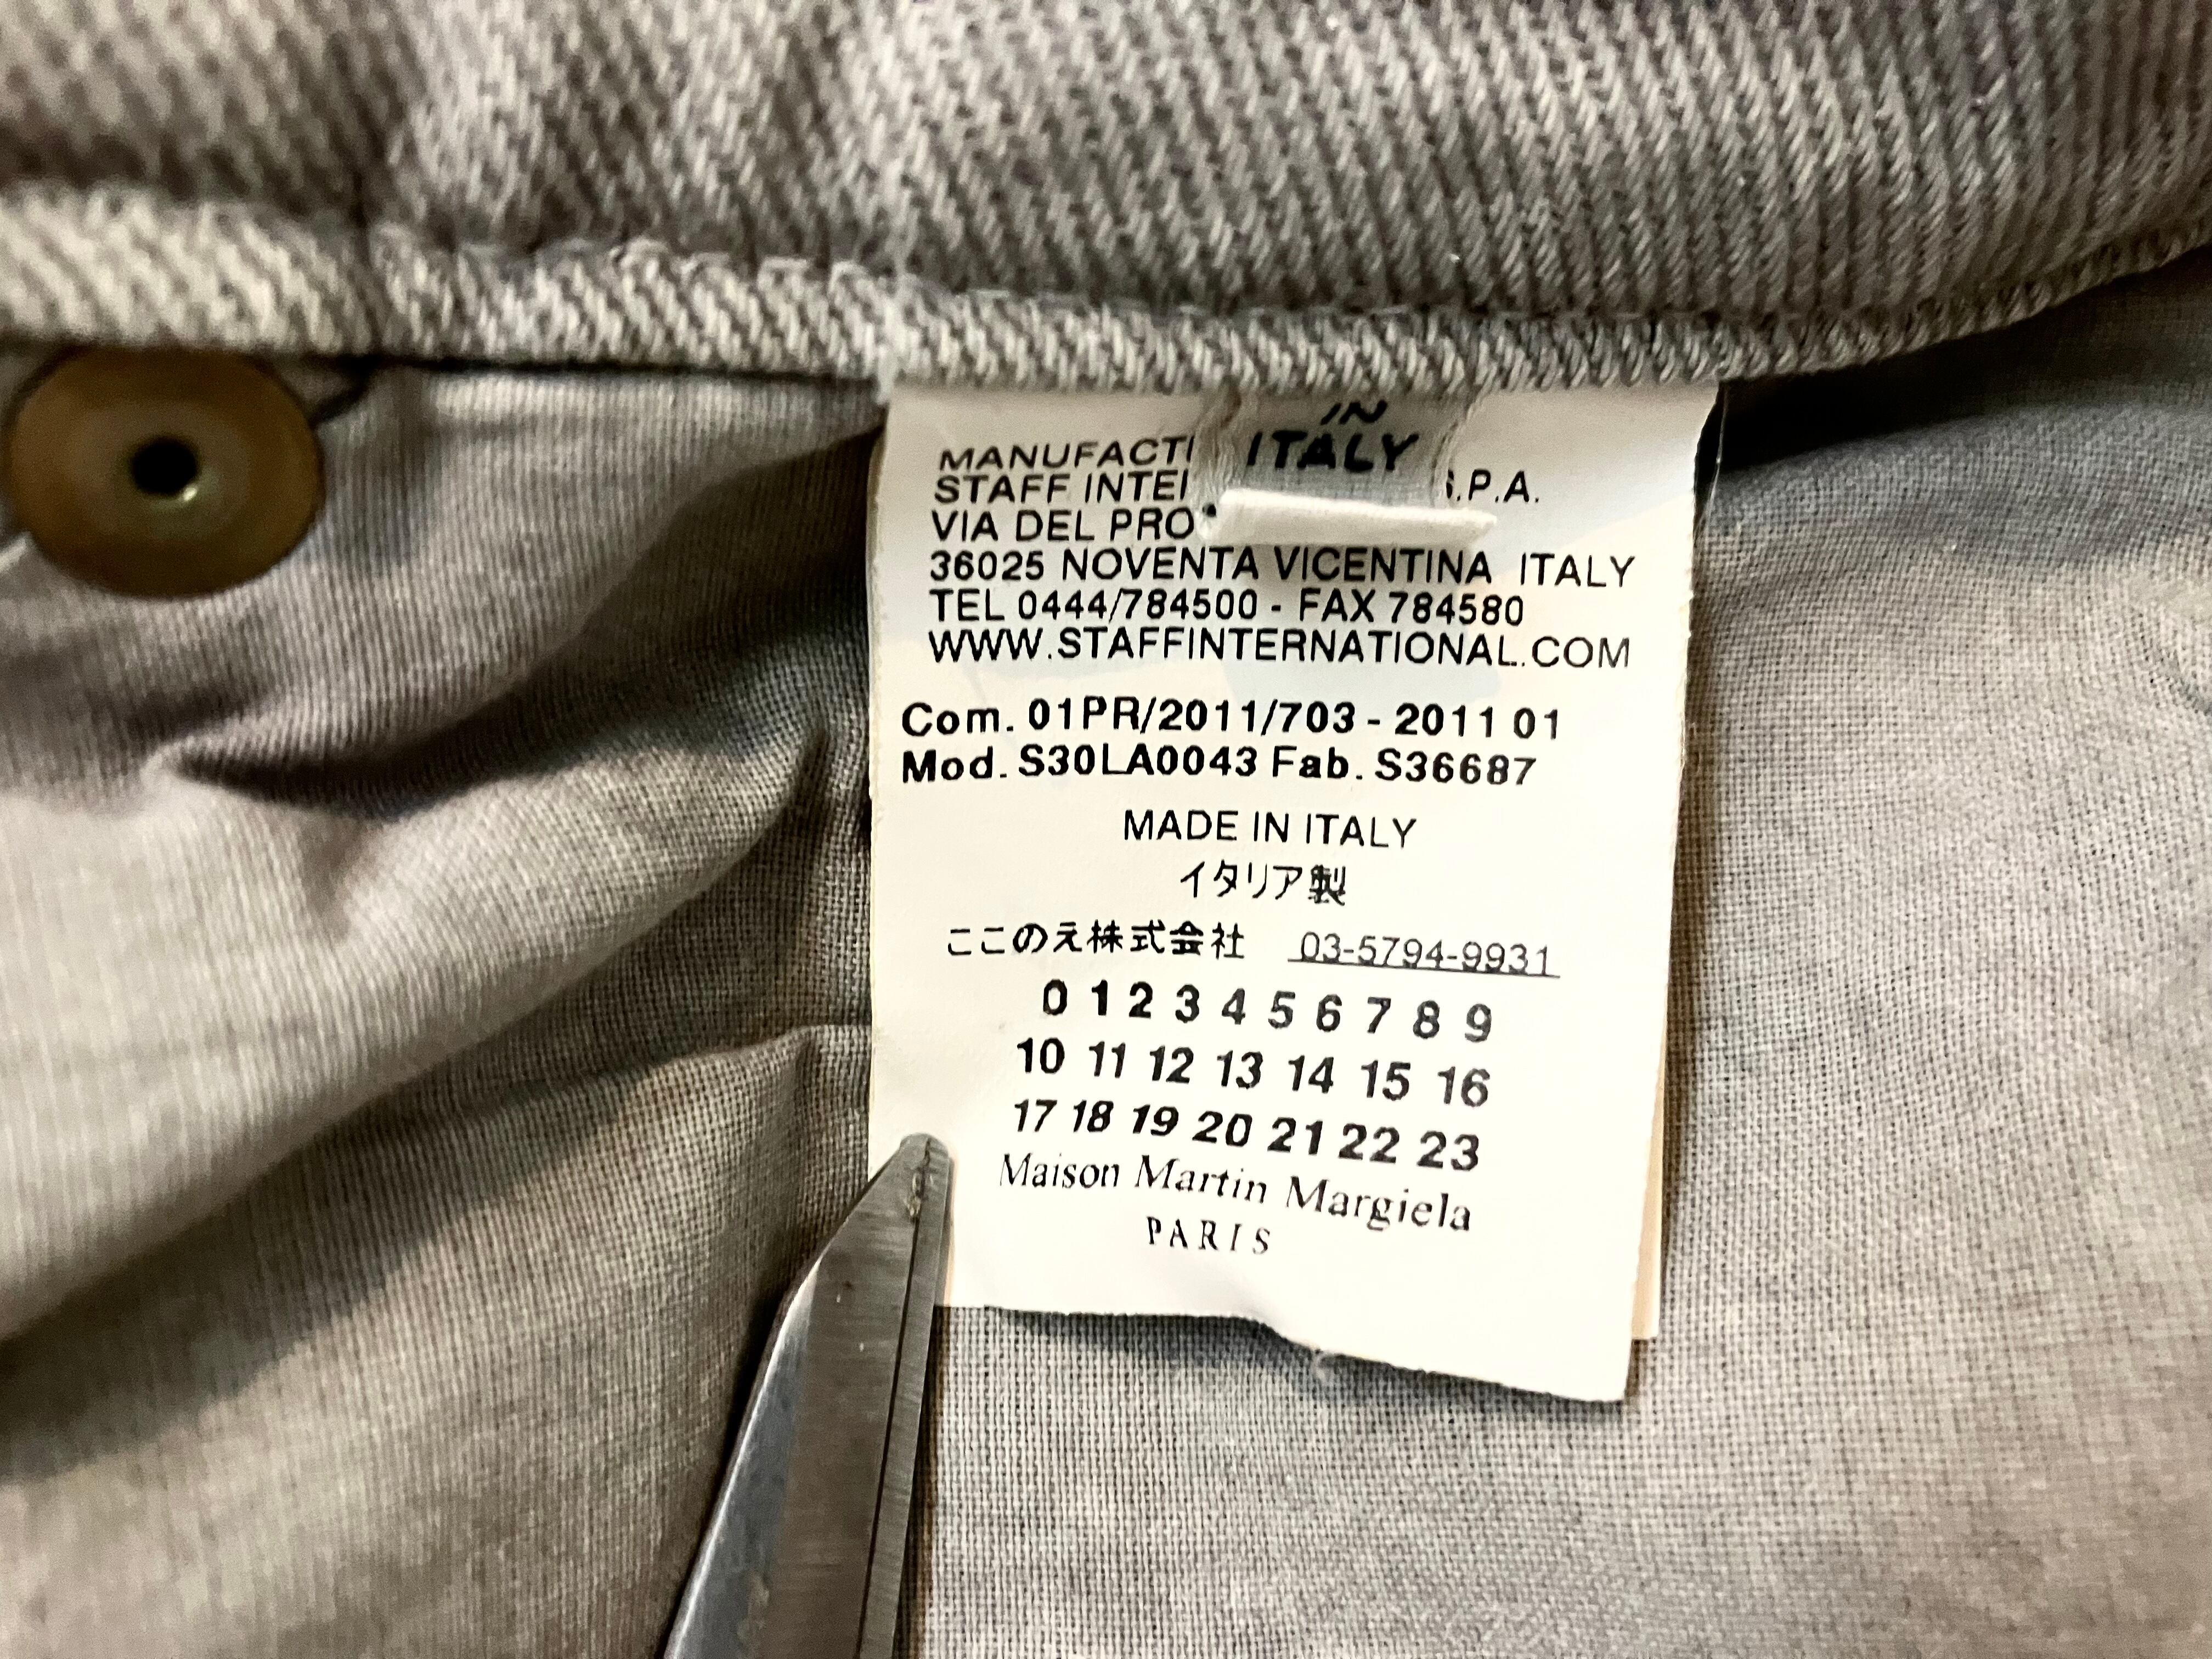 IN
ITALY
MANUFACTI
STAFF INTEI S.P.A.
VIA DEL PRO
36025 NOVENTA VICENTINA ITALY
TEL 0444/784500 - FAX 784580
WWW.STAFFINTERNATIONAL.COM
Com. 01PR/2011/703 - 2011 01
Mod. S30LA0043 Fab. S36687
MADE IN ITALY
イタリア製
ここのえ株式会社 03-5794-9931
0 1 2 3 4 5 6 7 8 9
10 11 12 13 14 15 16
17 18 19 20 21 22 23
Maison Martin Margiela
PARIS